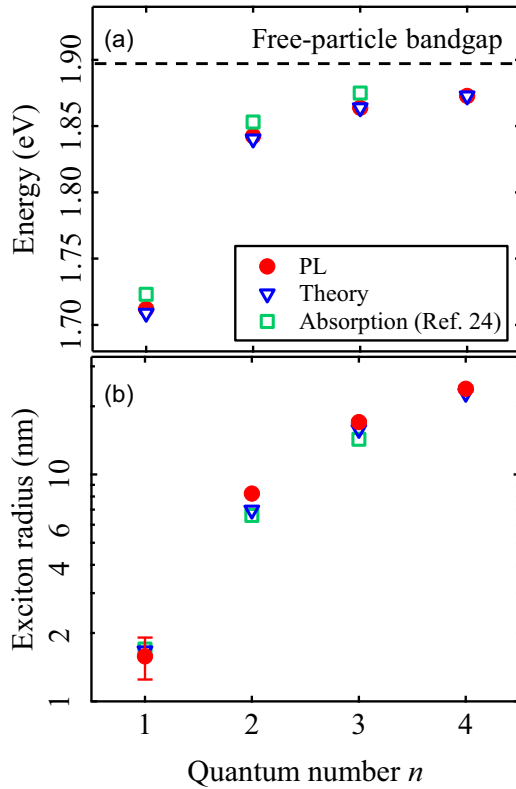 (a)
Free-particle bandgap
Energy (eV)
1.90
1.85
1.80
1.75
1.70
PL
Theory
Absorption (Ref. 24)
(b)
Exciton radius (nm)
10
6
4
2
1
1 2 3 4
Quantum number n